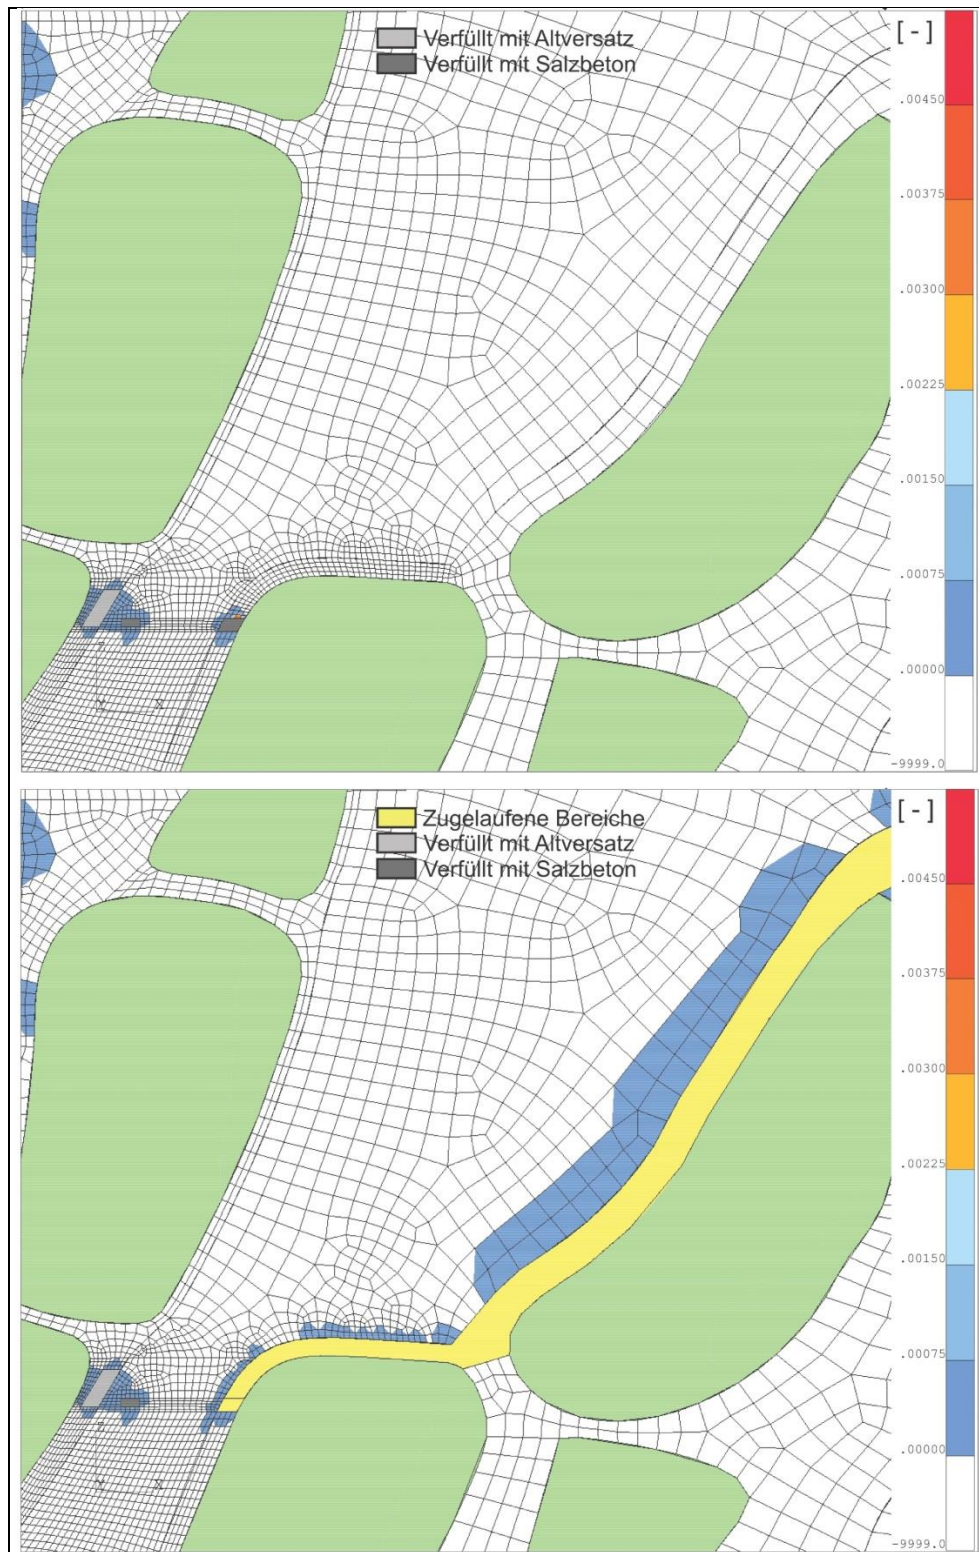 Verfüllt mit Altversatz
Verfüllt mit Salzbeton
[-]
.00450
.00375
.00300
.00225
.00150
.00075
.00000
-9999.0
Y X
Zugelaufene Bereiche
Verfüllt mit Altversatz
Verfüllt mit Salzbeton
[-]
.00450
.00375
.00300
.00225
.00150
.00075
.00000
-9999.0
Y X